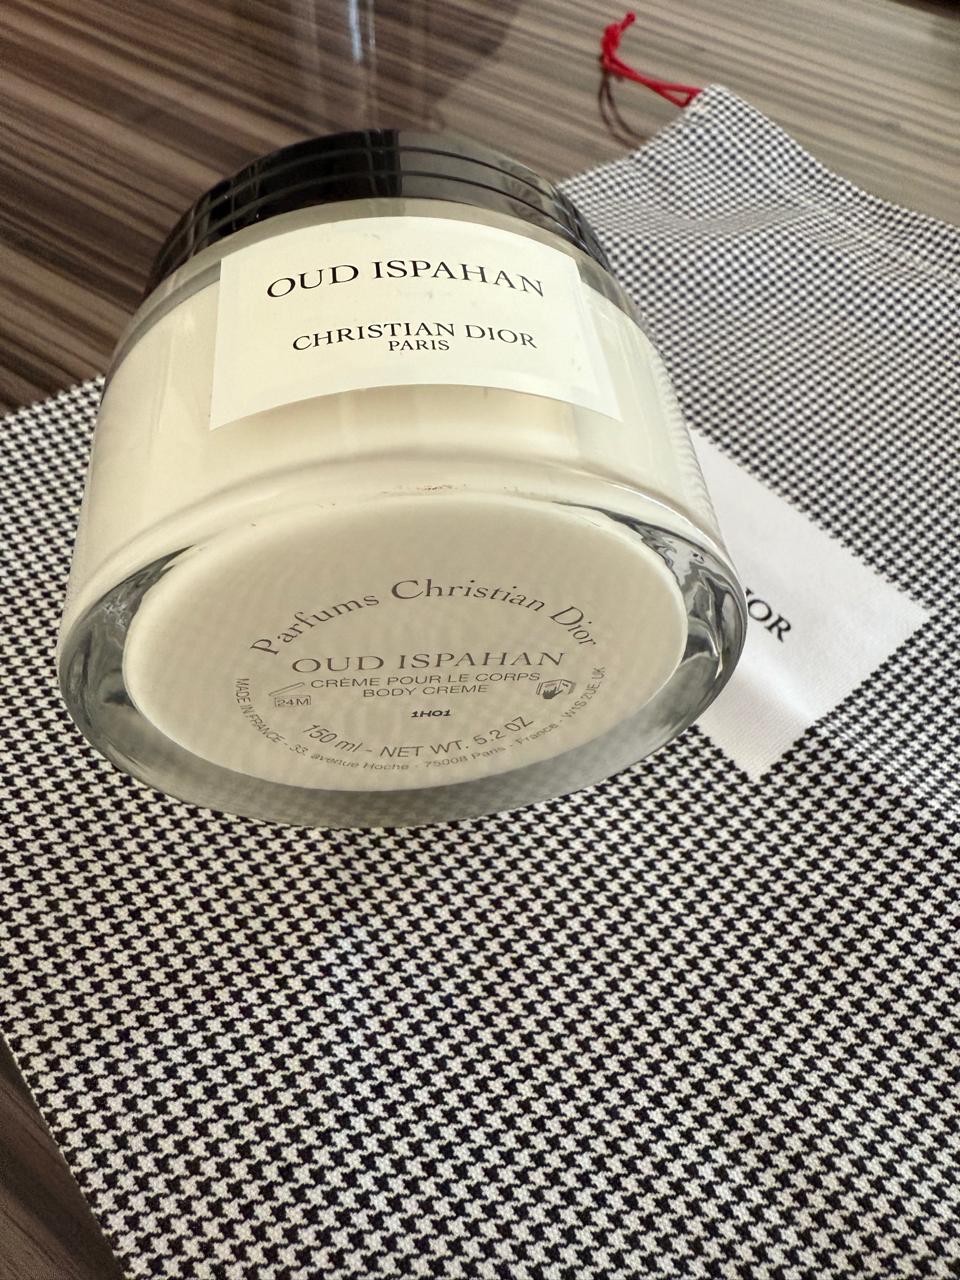 OUD ISPAHAN
CHRISTIAN DIOR
PARIS
Parfums Christian Dior
OUD ISPAHAN
CRÈME POUR LE CORPS
BODY CREME
24M
1H01
150 ml - NET WT. 5.2 OZ
MADE IN FRANCE - 33, avenue Hoche - 75008 Paris - France - W1S 2UE, UK
IOR